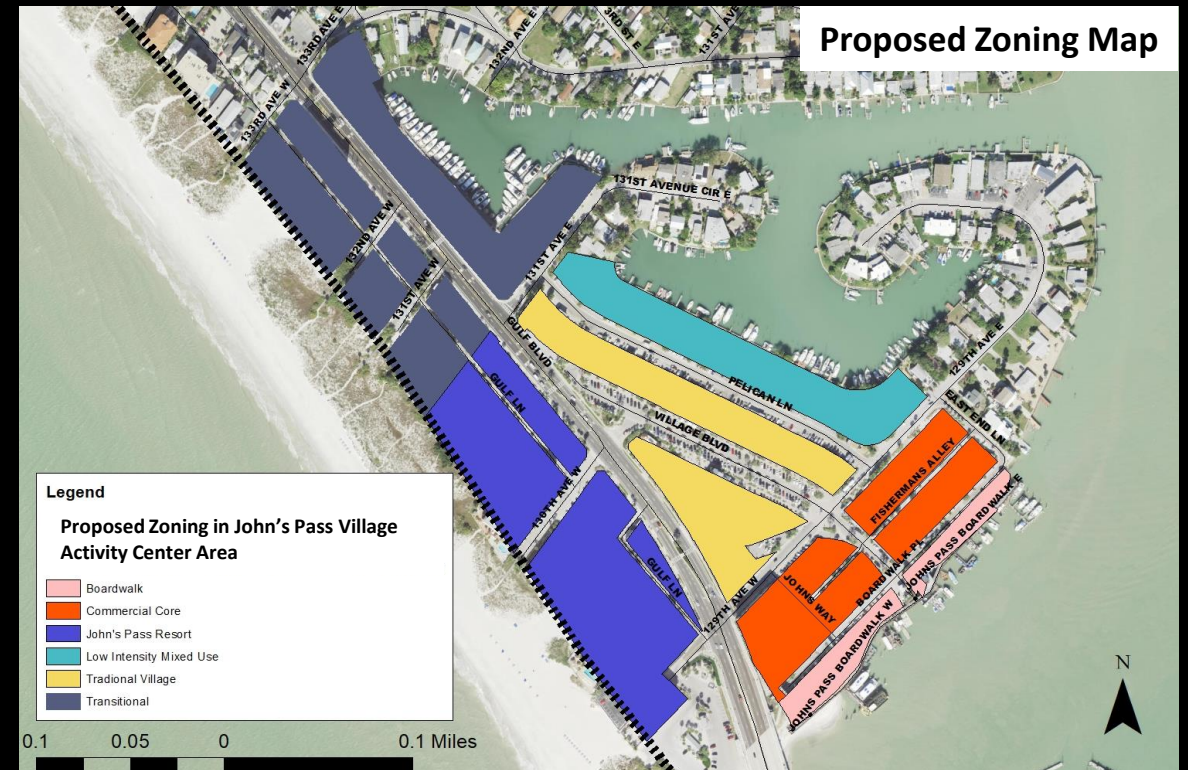 Proposed Zoning Map
133RD AVE E
132ND AVE E
3RD ST E
131ST AVE
133RD AVE W
131ST AVENUE CIR E
132ND AVE W
131ST AVE E
131ST AVE W
GULF BLVD
129TH AVE E
GULF LN
PELICAN LN
EAST END LN
VILLAGE BLVD
FISHERMANS ALLEY
130TH AVE W
JOHNS PASS BOARDWALK E
BOARDWALK PL
GULF LN
JOHNS WAY
129TH AVE W
JOHNS PASS BOARDWALK W
Legend
Proposed Zoning in John's Pass Village
Activity Center Area
Boardwalk
Commercial Core
John's Pass Resort
Low Intensity Mixed Use
Tradional Village
Transitional
N
0.1 0.05 0 0.1 Miles